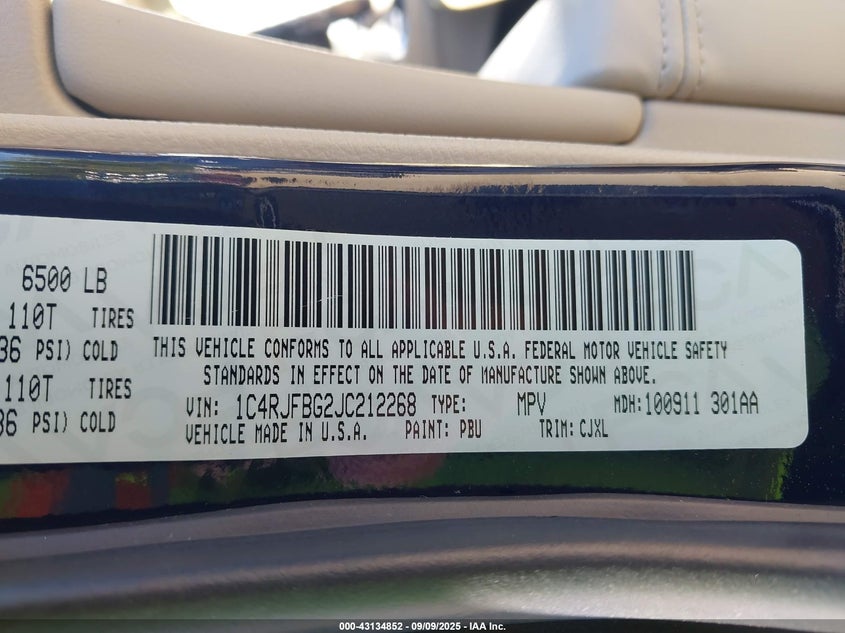 6500 LB
110T TIRES
36 PSI) COLD
110T TIRES
36 PSI) COLD
THIS VEHICLE CONFORMS TO ALL APPLICABLE U.S.A. FEDERAL MOTOR VEHICLE SAFETY
STANDARDS IN EFFECT ON THE DATE OF MANUFACTURE SHOWN ABOVE.
VIN: 1C4RJFBG2JC212268 TYPE: MPV MDH:100911 301AA
VEHICLE MADE IN U.S.A. PAINT: PBU TRIM: CJXL
000-43134852 - 09/09/2025 - IAA Inc.